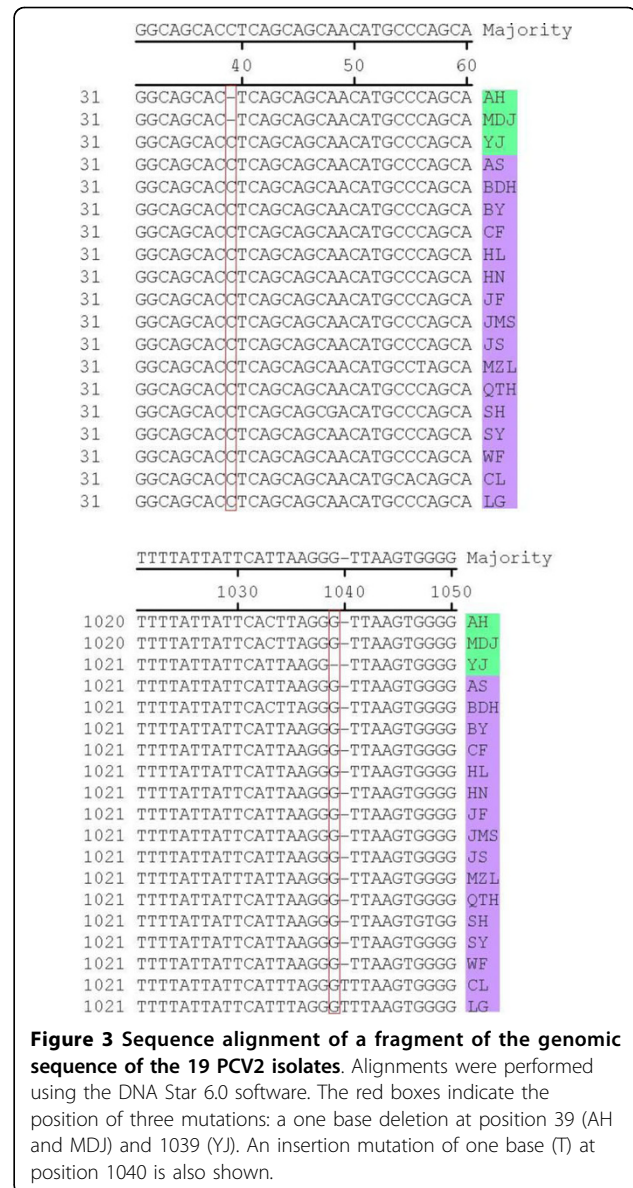 GGCAGCACCTCAGCAGCAACATGCCCAGCA Majority
40 50 60
31 GGCAGCAC-TCAGCAGCAACATGCCCAGCA AH
31 GGCAGCAC-TCAGCAGCAACATGCCCAGCA MDJ
31 GGCAGCACCTCAGCAGCAACATGCCCAGCA YJ
31 GGCAGCACCTCAGCAGCAACATGCCCAGCA AS
31 GGCAGCACCTCAGCAGCAACATGCCCAGCA BDH
31 GGCAGCACCTCAGCAGCAACATGCCCAGCA BY
31 GGCAGCACCTCAGCAGCAACATGCCCAGCA CF
31 GGCAGCACCTCAGCAGCAACATGCCCAGCA HL
31 GGCAGCACCTCAGCAGCAACATGCCCAGCA HN
31 GGCAGCACCTCAGCAGCAACATGCCCAGCA JF
31 GGCAGCACCTCAGCAGCAACATGCCCAGCA JMS
31 GGCAGCACCTCAGCAGCAACATGCCCAGCA JS
31 GGCAGCACCTCAGCAGCAACATGCCTAGCA MZL
31 GGCAGCACCTCAGCAGCAACATGCCCAGCA QTH
31 GGCAGCACCTCAGCAGCGACATGCCCAGCA SH
31 GGCAGCACCTCAGCAGCAACATGCCCAGCA SY
31 GGCAGCACCTCAGCAGCAACATGCCCAGCA WF
31 GGCAGCACCTCAGCAGCAACATGCACAGCA CL
31 GGCAGCACCTCAGCAGCAACATGCCCAGCA LG
TTTTATTATTCATTAAGGG-TTAAGTGGGG Majority
1030 1040 1050
1020 TTTTATTATTCACTTAGGG-TTAAGTGGGG AH
1020 TTTTATTATTCACTTAGGG-TTAAGTGGGG MDJ
1021 TTTTATTATTCATTAAGG--TTAAGTGGGG YJ
1021 TTTTATTATTCATTAAGGG-TTAAGTGGGG AS
1021 TTTTATTATTCACTTAGGG-TTAAGTGGGG BDH
1021 TTTTATTATTCATTAAGGG-TTAAGTGGGG BY
1021 TTTTATTATTCATTAAGGG-TTAAGTGGGG CF
1021 TTTTATTATTCATTAAGGG-TTAAGTGGGG HL
1021 TTTTATTATTCATTAAGGG-TTAAGTGGGG HN
1021 TTTTATTATTCATTAAGGG-TTAAGTGGGG JF
1021 TTTTATTATTCATTAAGGG-TTAAGTGGGG JMS
1021 TTTTATTATTCATTAAGGG-TTAAGTGGGG JS
1021 TTTTATTATTTATTAAGGG-TTAAGTGGGG MZL
1021 TTTTATTATTCATTAAGGG-TTAAGTGGGG QTH
1021 TTTTATTATTCATTAAGGG-TTAAGTGTGG SH
1021 TTTTATTATTCATTAAGGG-TTAAGTGGGG SY
1021 TTTTATTATTCATTAAGGG-TTAAGTGGGG WF
1021 TTTTATTATTCATTTAGGGTTTAAGTGGGG CL
1021 TTTTATTATTCATTTAGGGTTTAAGTGGGG LG
Figure 3 Sequence alignment of a fragment of the genomic
sequence of the 19 PCV2 isolates. Alignments were performed
using the DNA Star 6.0 software. The red boxes indicate the
position of three mutations: a one base deletion at position 39 (AH
and MDJ) and 1039 (YJ). An insertion mutation of one base (T) at
position 1040 is also shown.